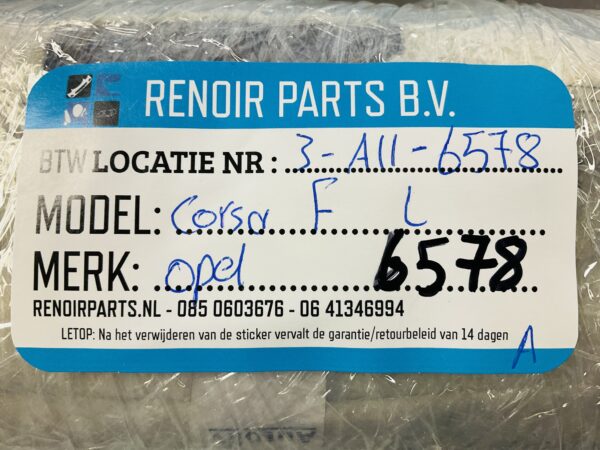 RENOIR PARTS B.V.
BTW LOCATIE NR : 3-A11-6578
MODEL: Corsa F L
MERK: opel 6578
RENOIRPARTS.NL - 085 0603676 - 06 41346994
LETOP: Na het verwijderen van de sticker vervalt de garantie/retourbeleid van 14 dagen
A